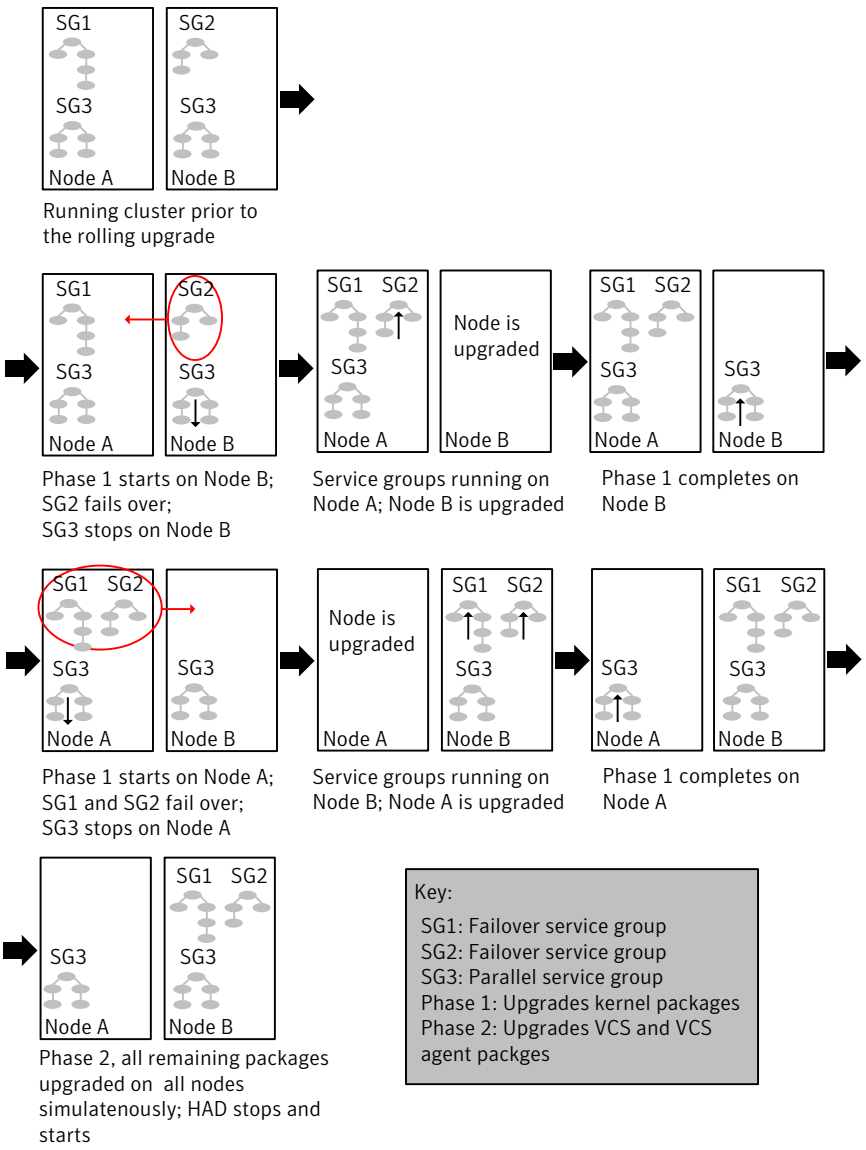 SG1
SG3
Node A
SG2
SG3
Node B
Running cluster prior to
the rolling upgrade
SG1
SG3
Node A
SG2
SG3
Node B
Phase 1 starts on Node B;
SG2 fails over;
SG3 stops on Node B
SG1 SG2
SG3
Node A
Node is
upgraded
Node B
Service groups running on
Node A; Node B is upgraded
SG1 SG2
SG3
Node A
SG3
Node B
Phase 1 completes on
Node B
SG1 SG2
SG3
Node A
SG3
Node B
Phase 1 starts on Node A;
SG1 and SG2 fail over;
SG3 stops on Node A
Node is
upgraded
Node A
SG1 SG2
SG3
Node B
Service groups running on
Node B; Node A is upgraded
SG3
Node A
SG1 SG2
SG3
Node B
Phase 1 completes on
Node A
SG3
Node A
SG1 SG2
SG3
Node B
Phase 2, all remaining packages
upgraded on all nodes
simulatenously; HAD stops and
starts
Key:
SG1: Failover service group
SG2: Failover service group
SG3: Parallel service group
Phase 1: Upgrades kernel packages
Phase 2: Upgrades VCS and VCS
agent packges